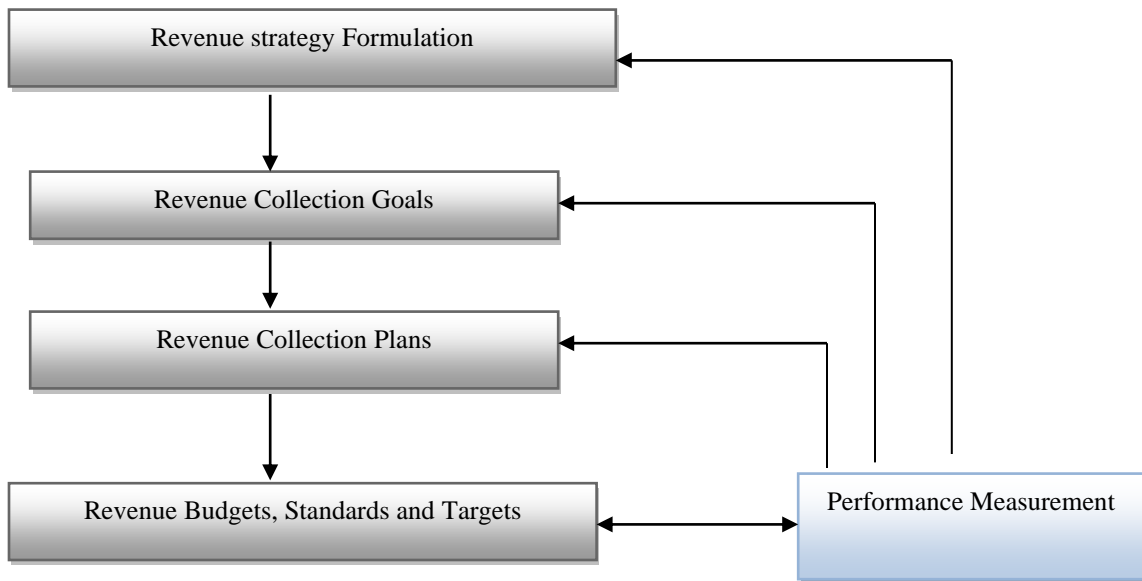 Revenue strategy Formulation
Revenue Collection Goals
Revenue Collection Plans
Revenue Budgets, Standards and Targets
Performance Measurement